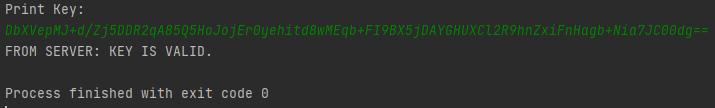 Print Key:
DbXVepMJ+d/Zj5DDR2qA85Q5HoJojEr0yehitd8wMEqb+FI9BX5jDAYGHUXCl2R9hnZxiFnHagb+Nia7JC00dg==
FROM SERVER: KEY IS VALID.
Process finished with exit code 0